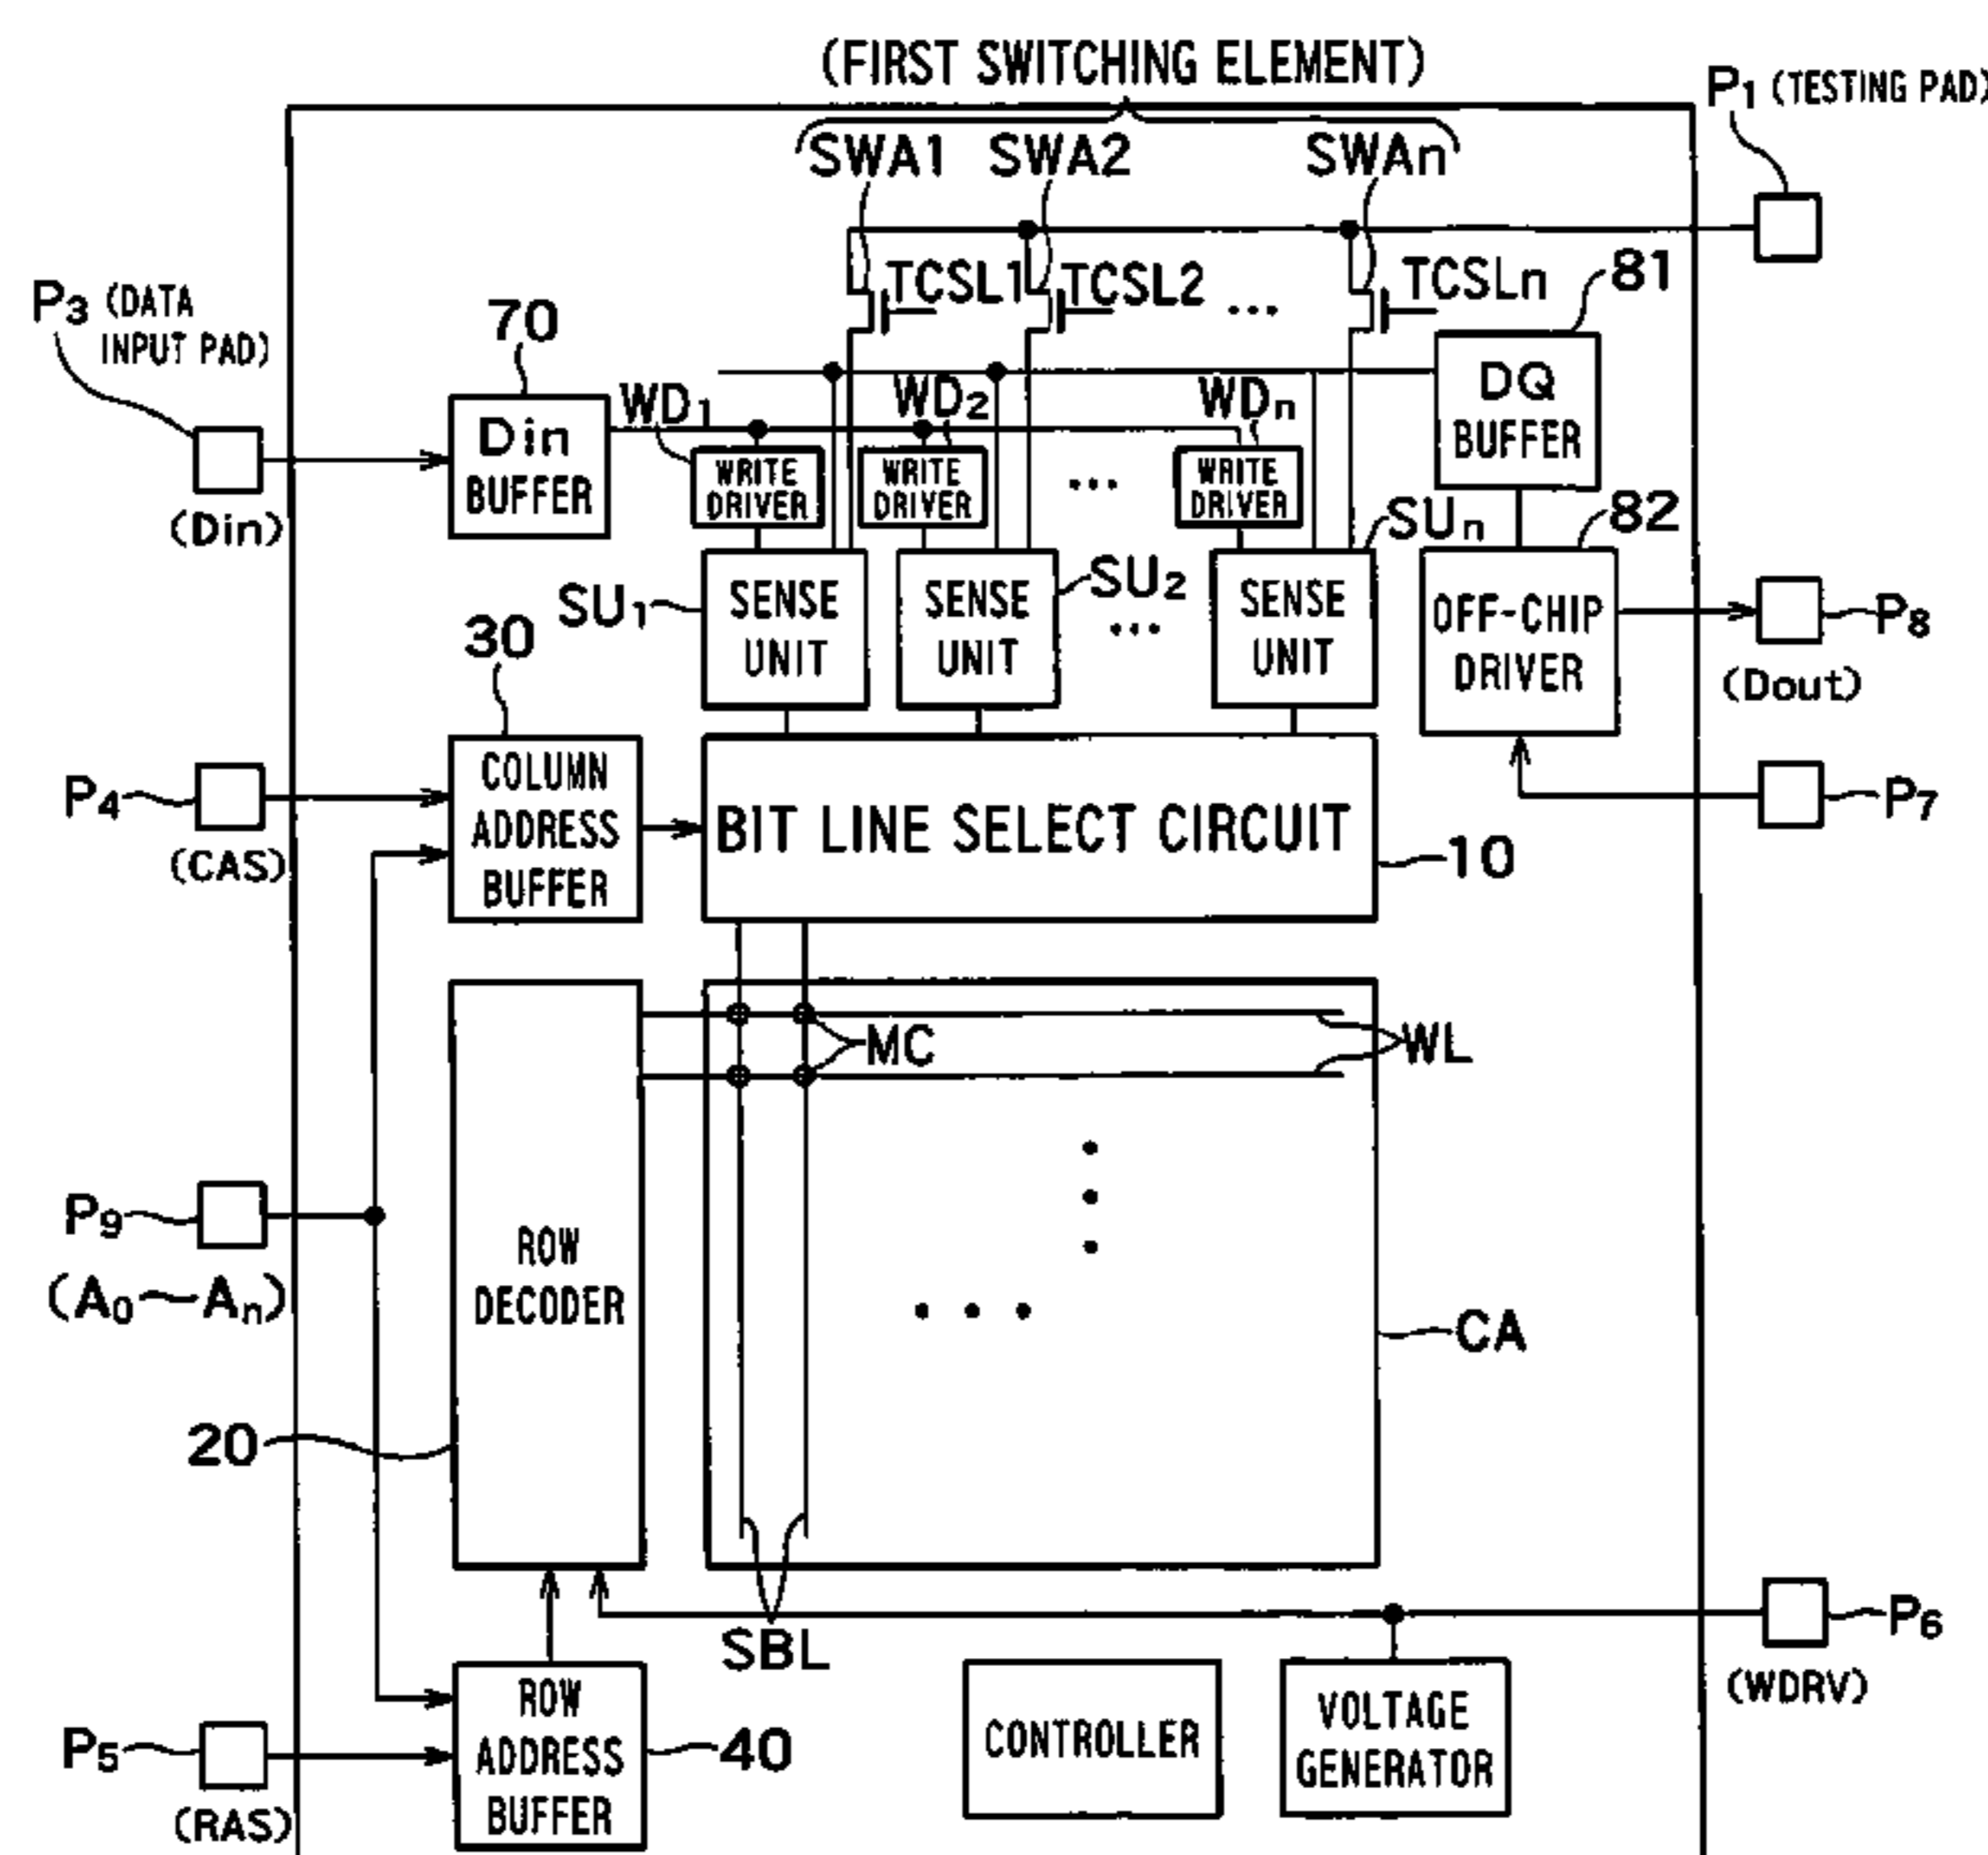 (FIRST SWITCHING ELEMENT)
P1 (TESTING PAD)
SWA1 SWA2 SWAn
P3 (DATA
INPUT PAD)
70
TCSL1 TCSL2 ... TCSLn
81
Din
BUFFER
WD1 WD2 WDn
DQ
BUFFER
WRITE
DRIVER
WRITE
DRIVER
...
WRITE
DRIVER
(Din)
SUn
82
SU1
SENSE
UNIT
SENSE
UNIT
SU2
...
SENSE
UNIT
OFF-CHIP
DRIVER
P8
(Dout)
30
P4
(CAS)
COLUMN
ADDRESS
BUFFER
BIT LINE SELECT CIRCUIT
10
P7
MC
WL
P9
(A0~An)
ROW
DECODER
CA
20
SBL
P6
(WDRV)
P5
(RAS)
ROW
ADDRESS
BUFFER
40
CONTROLLER
VOLTAGE
GENERATOR